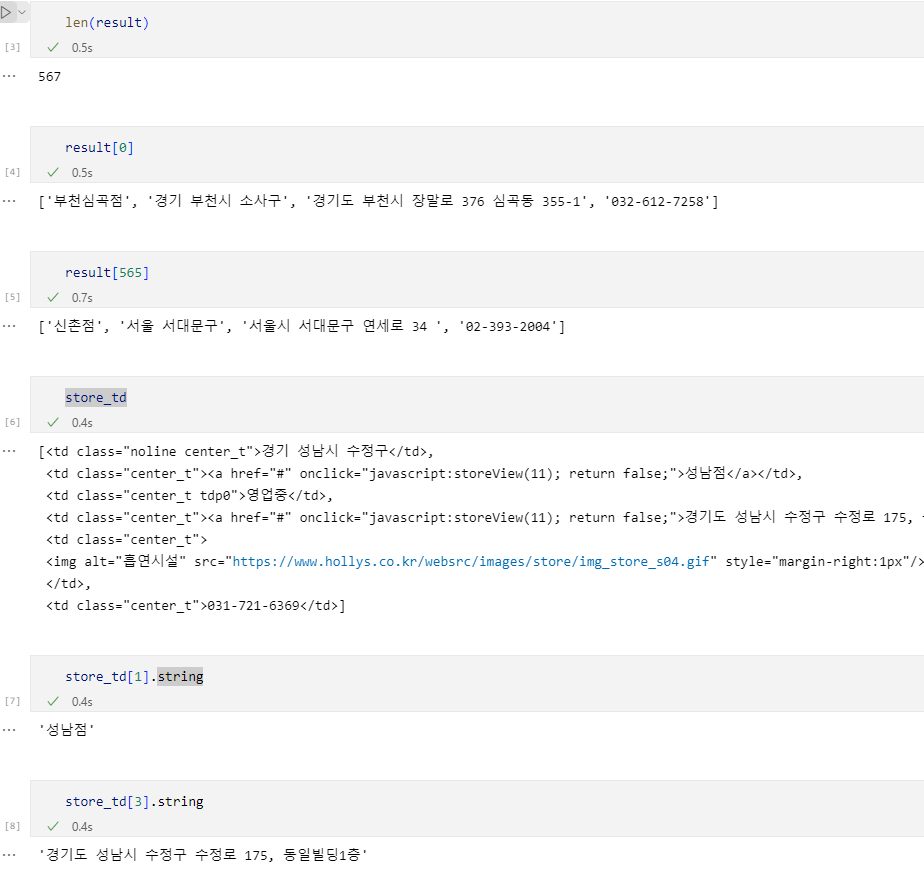 len(result)
[3] 0.5s
567
result[0]
[4] 0.5s
['부천심곡점', '경기 부천시 소사구', '경기도 부천시 장말로 376 심곡동 355-1', '032-612-7258']
result[565]
[5] 0.7s
['신촌점', '서울 서대문구', '서울시 서대문구 연세로 34 ', '02-393-2004']
store_td
[6] 0.4s
[<td class="noline center_t">경기 성남시 수정구</td>,
<td class="center_t"><a href="#" onclick="javascript:storeView(11); return false;">성남점</a></td>,
<td class="center_t tdp0">영업중</td>,
<td class="center_t"><a href="#" onclick="javascript:storeView(11); return false;">경기도 성남시 수정구 수정로 175,
<td class="center_t">
<img alt="흡연시설" src="https://www.hollys.co.kr/websrc/images/store/img_store_s04.gif" style="margin-right:1px"/>
</td>,
<td class="center_t">031-721-6369</td>]
store_td[1].string
[7] 0.4s
'성남점'
store_td[3].string
[8] 0.4s
'경기도 성남시 수정구 수정로 175, 동일빌딩1층'